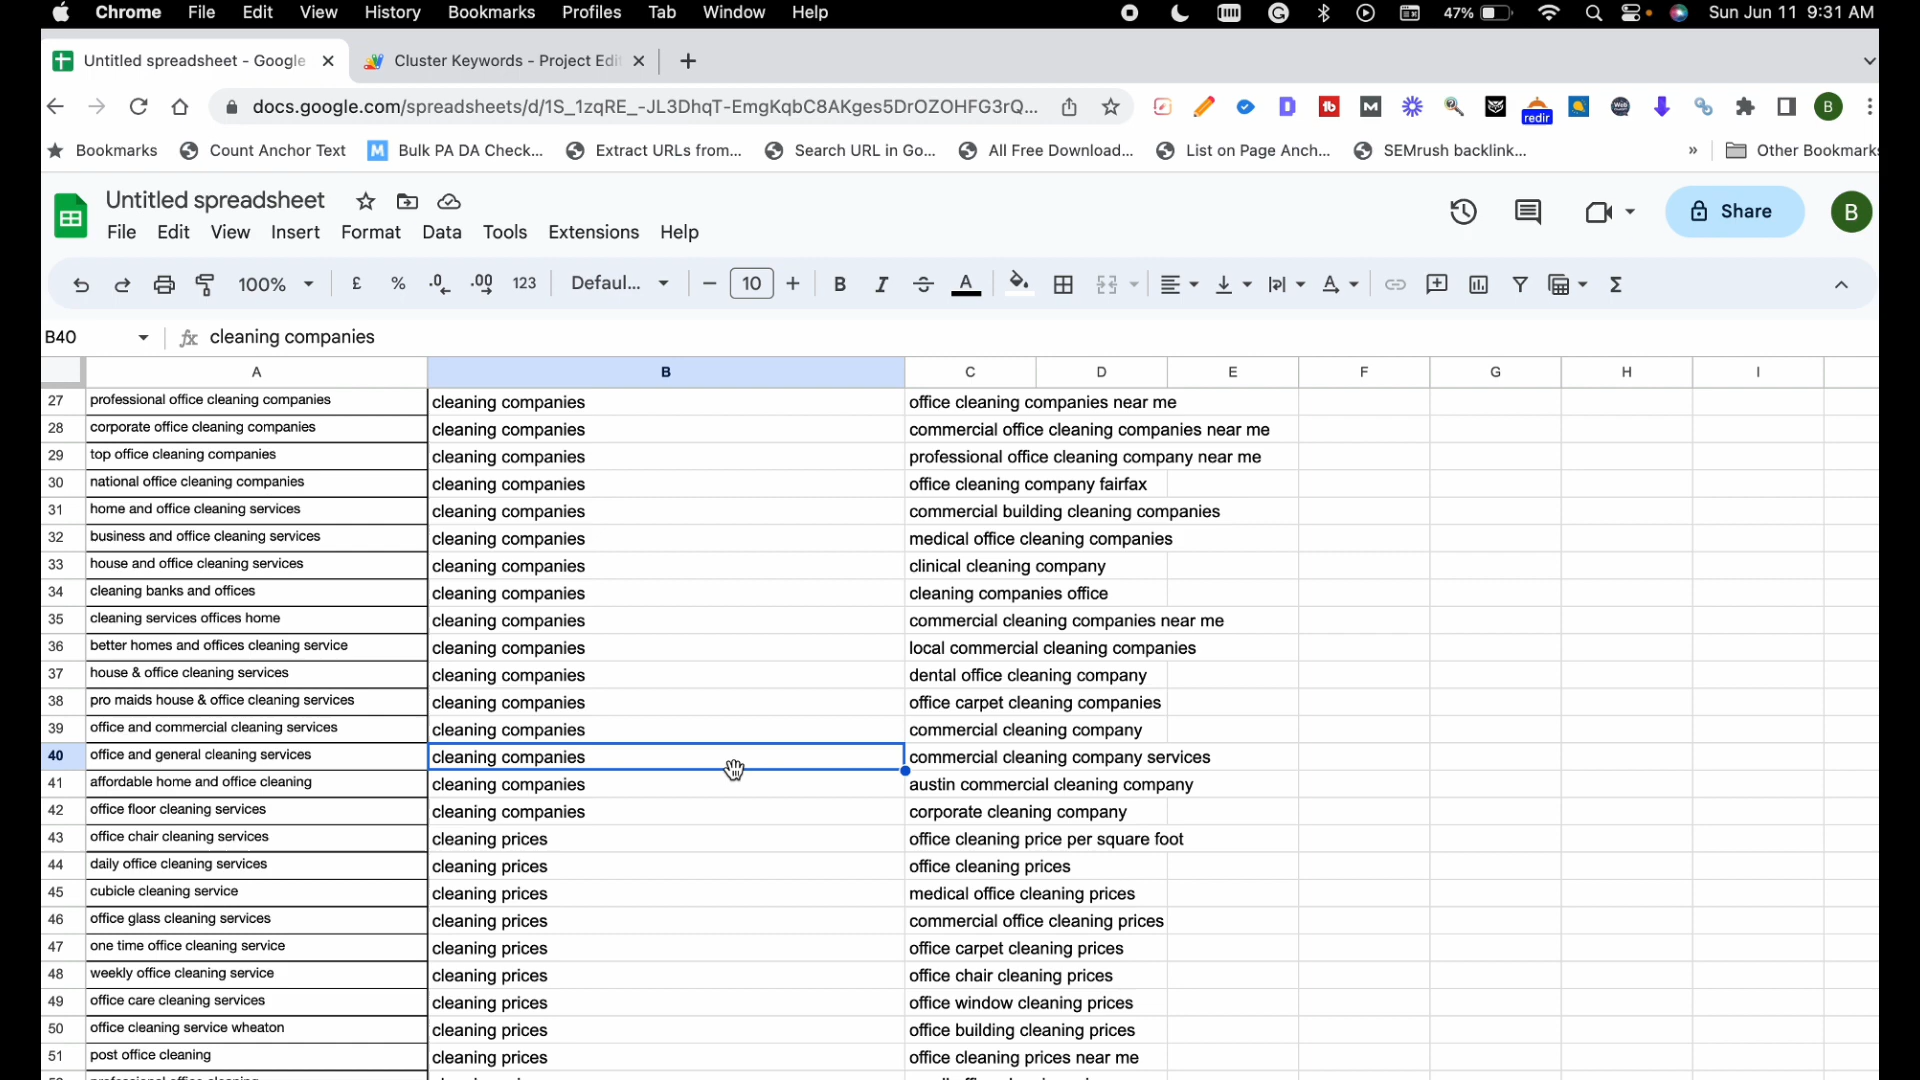 Chrome File Edit View History Bookmarks Profiles Tab Window Help 47% Sun Jun 11 9:31 AM
Untitled spreadsheet - Google Cluster Keywords - Project Edi
docs.google.com/spreadsheets/d/1S_1zqRE_-JL3DhqT-EmgKqbC8AKges5DrOZOHFG3rQ... redir B
Bookmarks Count Anchor Text Bulk PA DA Check... Extract URLs from... Search URL in Go... All Free Download... List on Page Anch... SEMrush backlink... » Other Bookmarks
Untitled spreadsheet
File Edit View Insert Format Data Tools Extensions Help Share B
100% £ % .0 .00 123 Defaul... 10 B I A
B40 fx cleaning companies
A B C D E F G H I
27 professional office cleaning companies cleaning companies office cleaning companies near me
28 corporate office cleaning companies cleaning companies commercial office cleaning companies near me
29 top office cleaning companies cleaning companies professional office cleaning company near me
30 national office cleaning companies cleaning companies office cleaning company fairfax
31 home and office cleaning services cleaning companies commercial building cleaning companies
32 business and office cleaning services cleaning companies medical office cleaning companies
33 house and office cleaning services cleaning companies clinical cleaning company
34 cleaning banks and offices cleaning companies cleaning companies office
35 cleaning services offices home cleaning companies commercial cleaning companies near me
36 better homes and offices cleaning service cleaning companies local commercial cleaning companies
37 house & office cleaning services cleaning companies dental office cleaning company
38 pro maids house & office cleaning services cleaning companies office carpet cleaning companies
39 office and commercial cleaning services cleaning companies commercial cleaning company
40 office and general cleaning services cleaning companies commercial cleaning company services
41 affordable home and office cleaning cleaning companies austin commercial cleaning company
42 office floor cleaning services cleaning companies corporate cleaning company
43 office chair cleaning services cleaning prices office cleaning price per square foot
44 daily office cleaning services cleaning prices office cleaning prices
45 cubicle cleaning service cleaning prices medical office cleaning prices
46 office glass cleaning services cleaning prices commercial office cleaning prices
47 one time office cleaning service cleaning prices office carpet cleaning prices
48 weekly office cleaning service cleaning prices office chair cleaning prices
49 office care cleaning services cleaning prices office window cleaning prices
50 office cleaning service wheaton cleaning prices office building cleaning prices
51 post office cleaning cleaning prices office cleaning prices near me